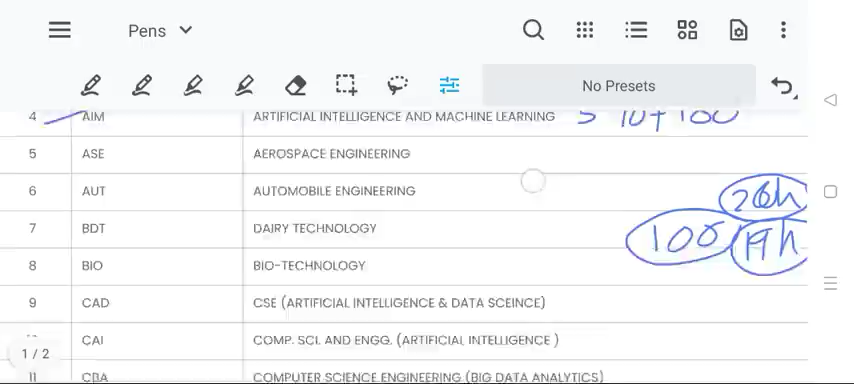 Pens
No Presets
4 AIM ARTIFICIAL INTELLIGENCE AND MACHINE LEARNING
5 ASE AEROSPACE ENGINEERING
6 AUT AUTOMOBILE ENGINEERING 26h
7 BDT DAIRY TECHNOLOGY 100 19h
8 BIO BIO-TECHNOLOGY
9 CAD CSE (ARTIFICIAL INTELLIGENCE & DATA SCEINCE)
CAI COMP. SCI. AND ENGG. (ARTIFICIAL INTELLIGENCE )
1 / 2
11 CBA COMPUTER SCIENCE ENGINEERING (BIG DATA ANALYTICS)